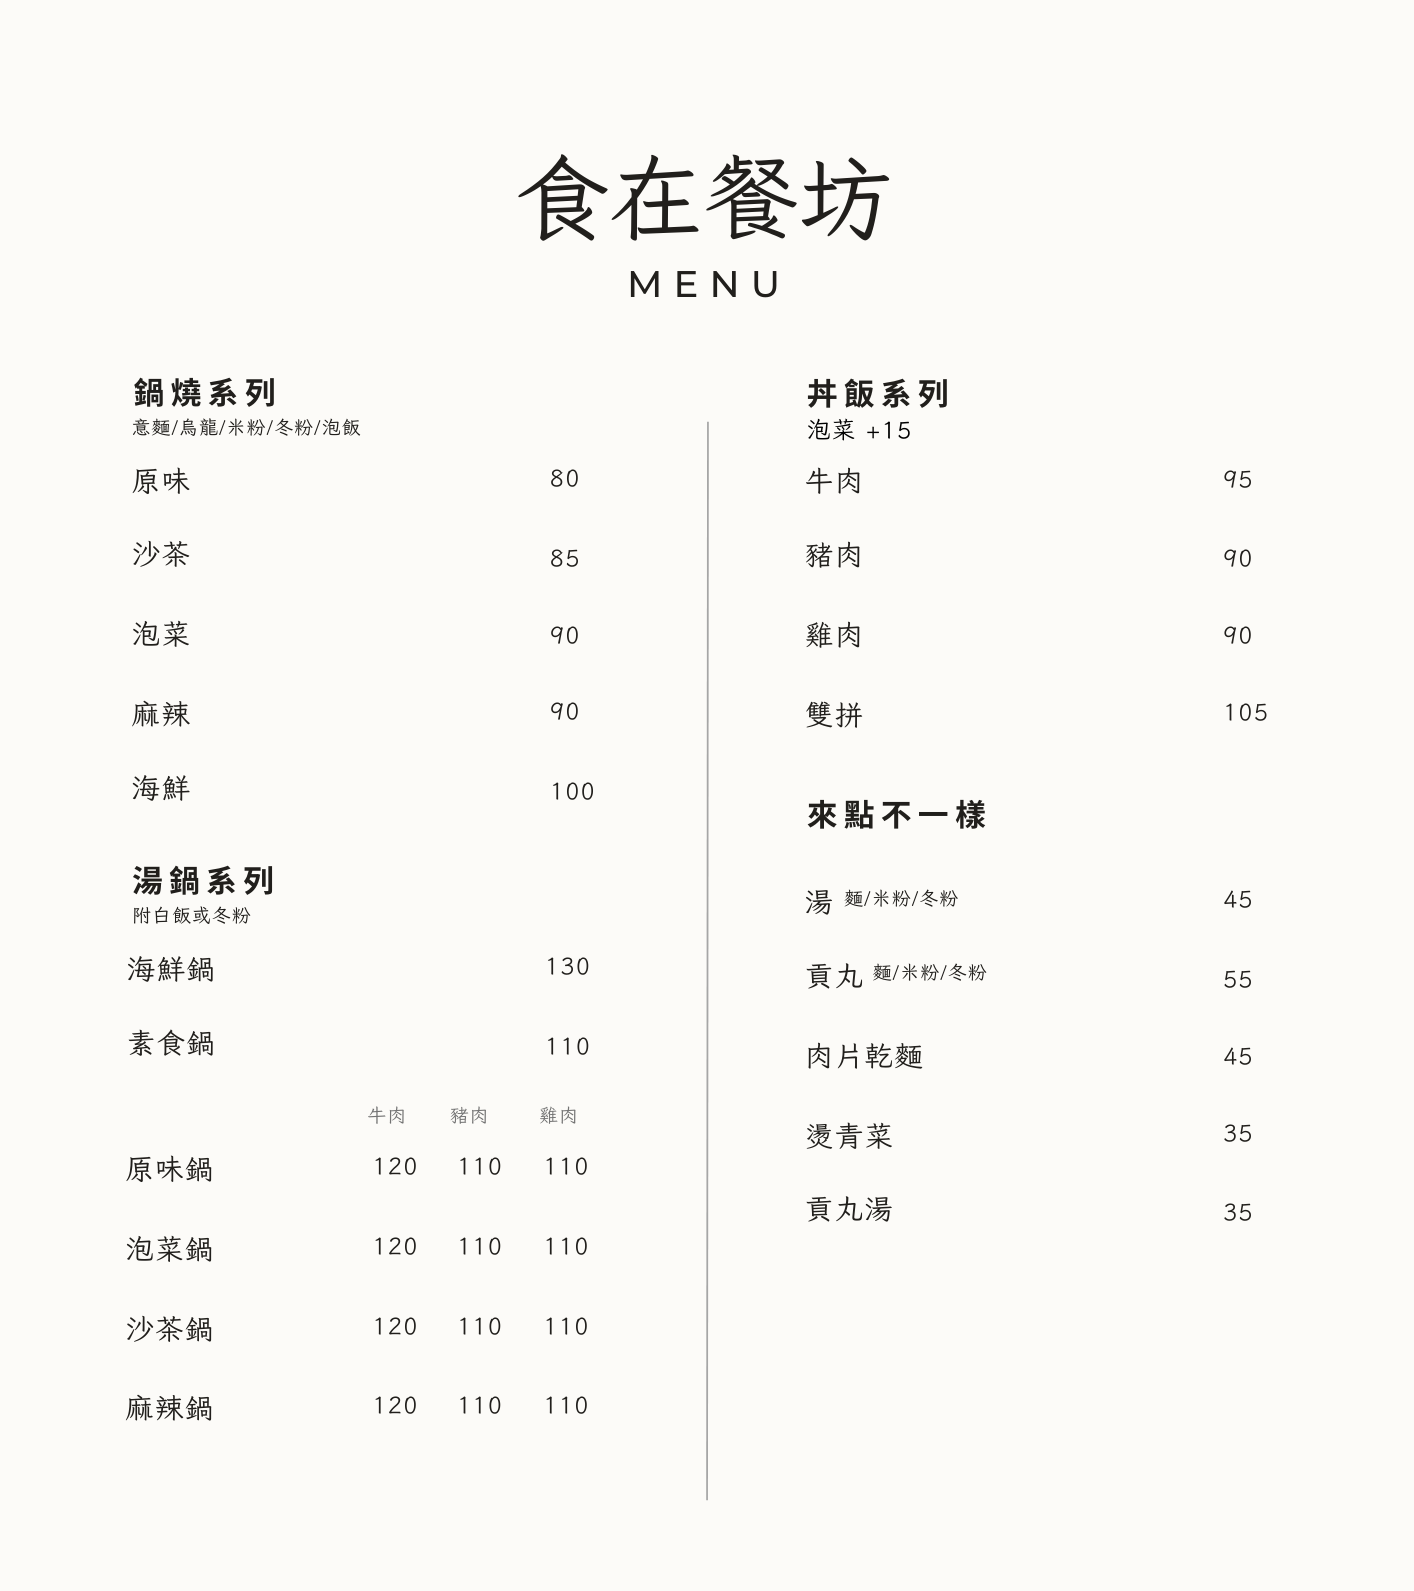 食在餐坊
MENU
鍋燒系列
意麵/烏龍/米粉/冬粉/泡飯
原味 80
沙茶 85
泡菜 90
麻辣 90
海鮮 100
湯鍋系列
附白飯或冬粉
海鮮鍋 130
素食鍋 110
牛肉 豬肉 雞肉
原味鍋 120 110 110
泡菜鍋 120 110 110
沙茶鍋 120 110 110
麻辣鍋 120 110 110
丼飯系列
泡菜 +15
牛肉 95
豬肉 90
雞肉 90
雙拼 105
來點不一樣
湯 麵/米粉/冬粉 45
貢丸 麵/米粉/冬粉 55
肉片乾麵 45
燙青菜 35
貢丸湯 35